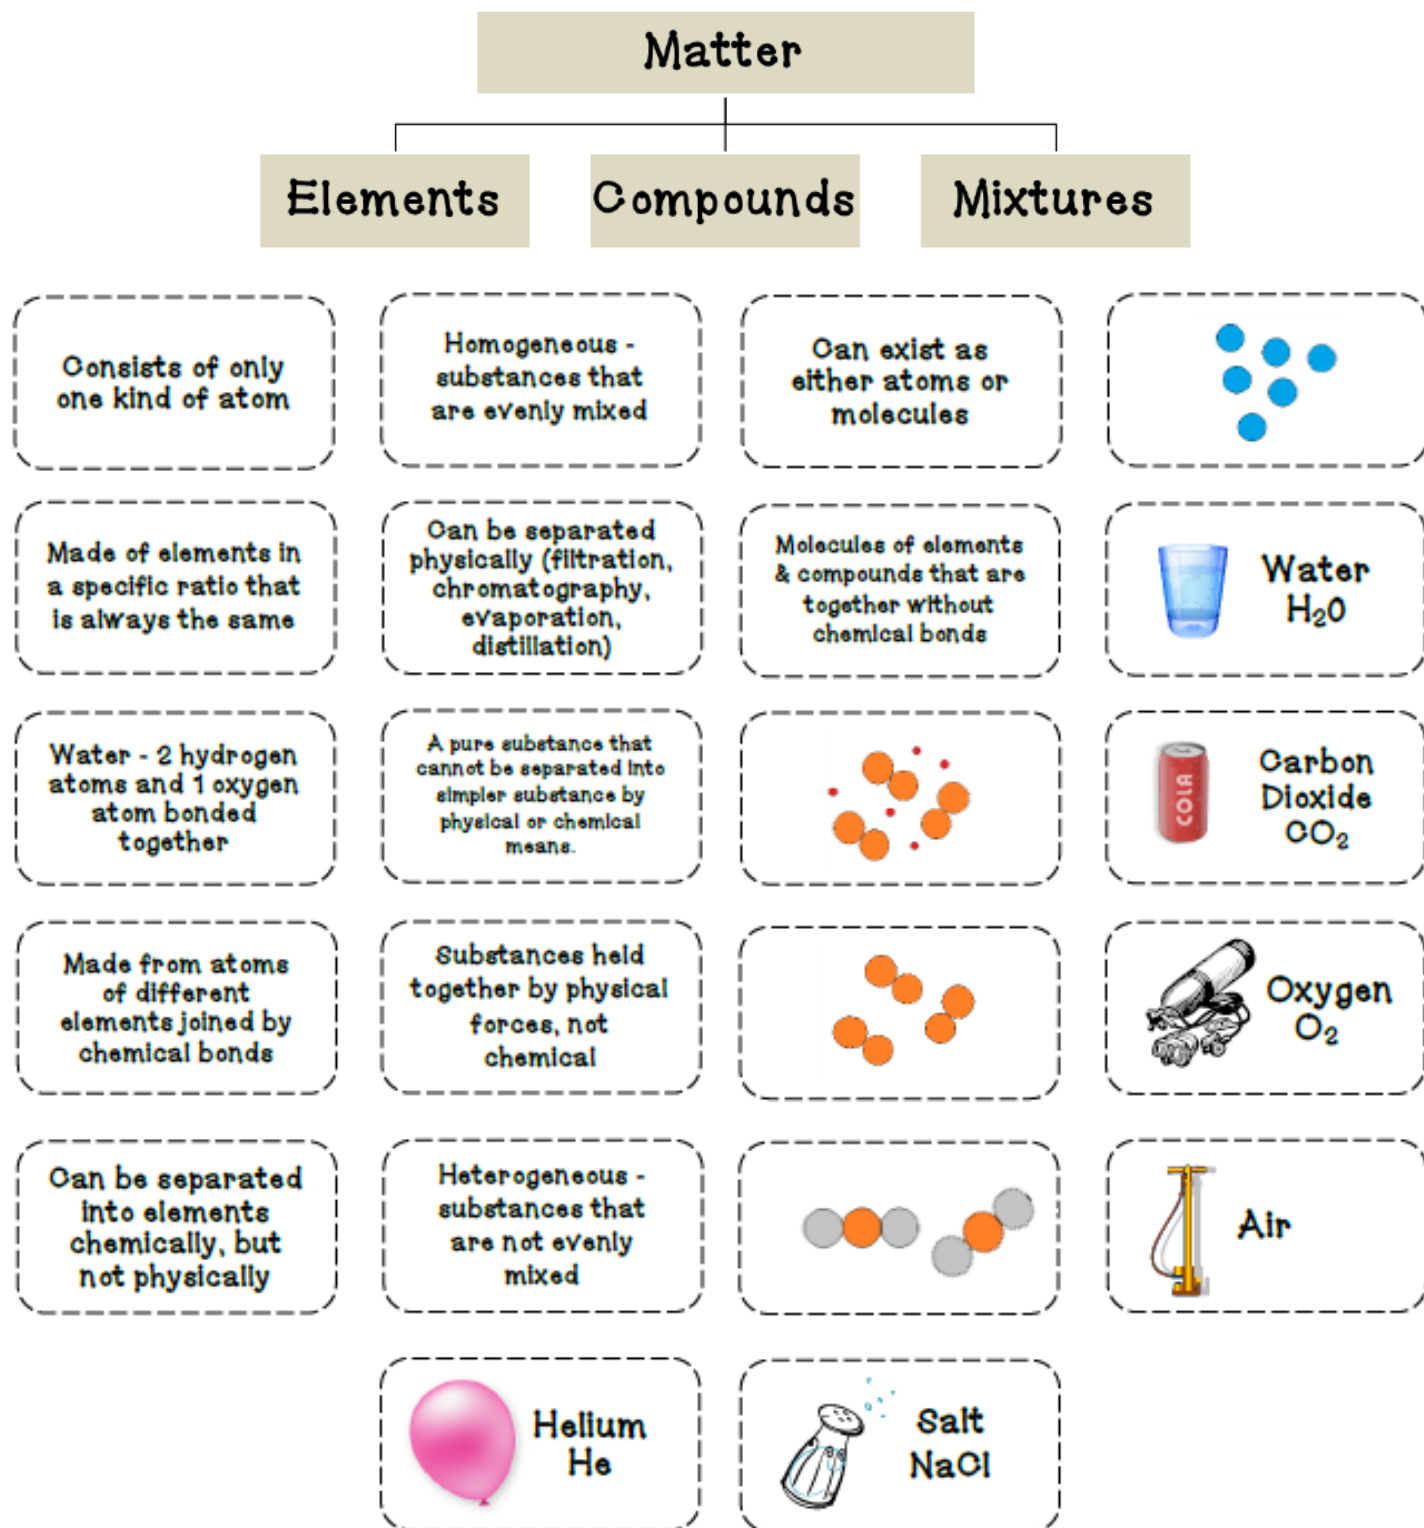 Matter
Elements
Compounds
Mixtures
Consists of only
one kind of atom
Homogeneous -
substances that
are evenly mixed
Can exist as
either atoms or
molecules
Made of elements in
a specific ratio that
is always the same
Can be separated
physically (filtration,
chromatography,
evaporation,
distillation)
Molecules of elements
& compounds that are
together without
chemical bonds
Water
H₂O
Water - 2 hydrogen
atoms and 1 oxygen
atom bonded
together
A pure substance that
cannot be separated into
simpler substance by
physical or chemical
means.
COLA
Carbon
Dioxide
CO₂
Made from atoms
of different
elements joined by
chemical bonds
Substances held
together by physical
forces, not
chemical
Oxygen
O₂
Can be separated
into elements
chemically, but
not physically
Heterogeneous -
substances that
are not evenly
mixed
Air
Helium
He
Salt
NaCl